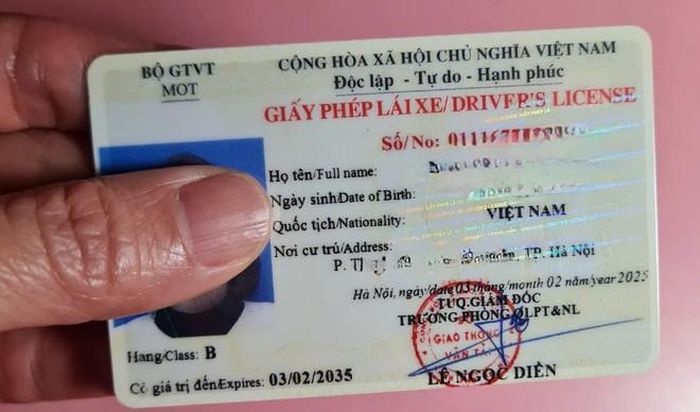 BỘ GTVT
MOT
CỘNG HÒA XÃ HỘI CHỦ NGHĨA VIỆT NAM
Độc lập - Tự do - Hạnh phúc
GIẤY PHÉP LÁI XE/ DRIVER'S LICENSE
Số/No:
Họ tên/Full name:
Ngày sinh/Date of Birth:
Quốc tịch/Nationality: VIỆT NAM
Nơi cư trú/Address:
P. TP. Hà Nội
Hà Nội, ngày/date 03 tháng/month 02 năm/year 2025
TUQ.GIÁM ĐỐC
TRƯỞNG PHÒNG QLPT&NL
GIAO THÔNG
VẬN TẢI
Hạng/Class: B
Có giá trị đến/Expires: 03/02/2035
LÊ NGỌC DIỄN